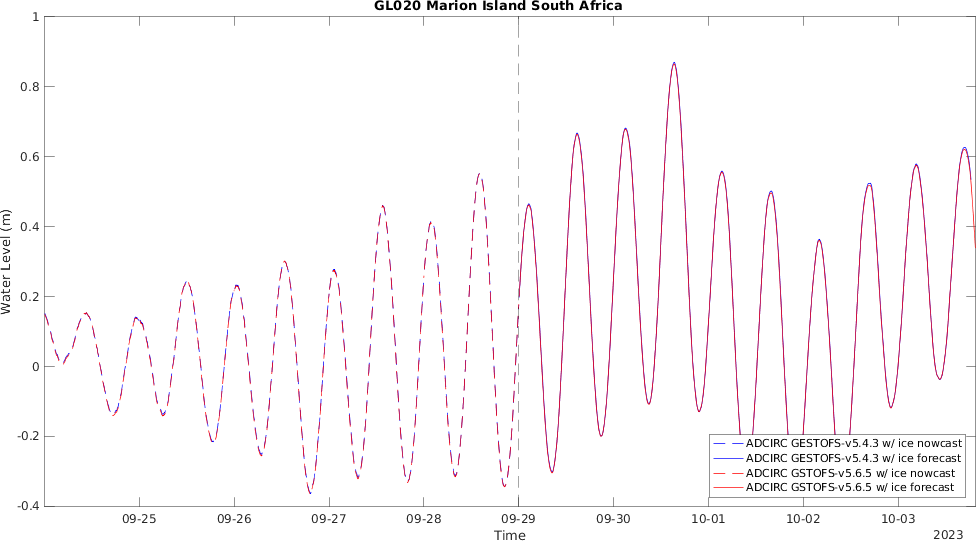 GL020 Marion Island South Africa
Water Level (m)
1
0.8
0.6
0.4
0.2
0
-0.2
-0.4
ADCIRC GESTOFS-v5.4.3 w/ ice nowcast
ADCIRC GESTOFS-v5.4.3 w/ ice forecast
ADCIRC GSTOFS-v5.6.5 w/ ice nowcast
ADCIRC GSTOFS-v5.6.5 w/ ice forecast
09-25 09-26 09-27 09-28 09-29 09-30 10-01 10-02 10-03
Time
2023